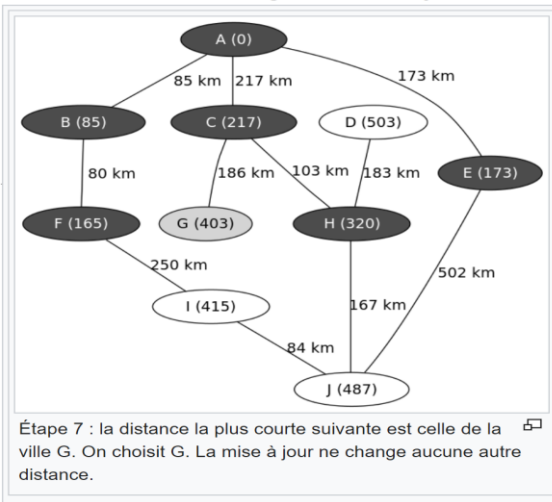 A (0)
85 km
217 km
173 km
B (85)
C (217)
D (503)
80 km
186 km
103 km
183 km
E (173)
F (165)
G (403)
H (320)
250 km
502 km
I (415)
167 km
84 km
J (487)
Étape 7 : la distance la plus courte suivante est celle de la
ville G. On choisit G. La mise à jour ne change aucune autre
distance.